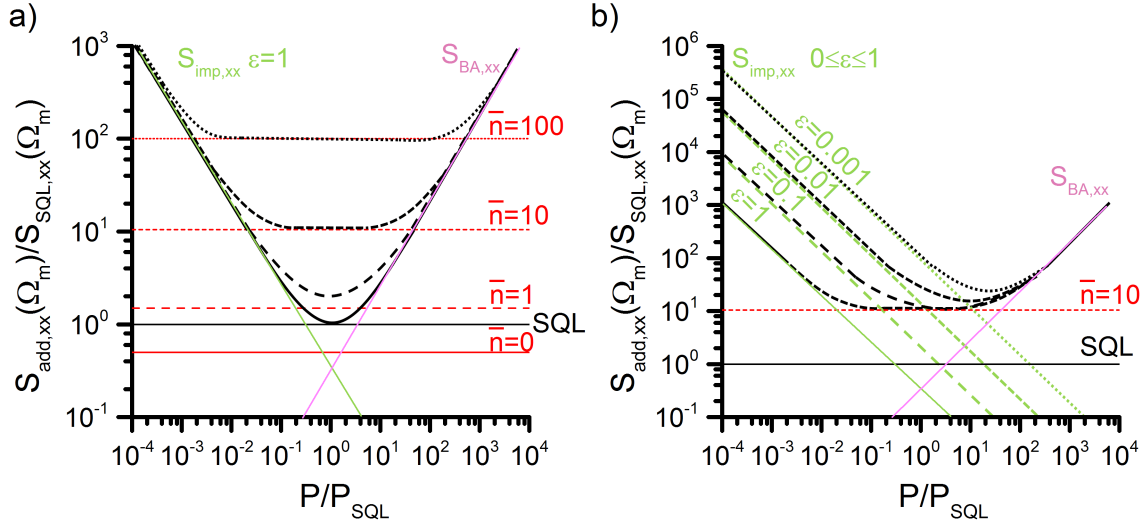 a)
S_add,xx(Ω_m)/S_SQL,xx(Ω_m)
10^3
10^2
10^1
10^0
10^-1
S_imp,xx ε=1
S_BA,xx
n̅=100
n̅=10
n̅=1
SQL
n̅=0
10^-4 10^-3 10^-2 10^-1 10^0 10^1 10^2 10^3 10^4
P/P_SQL
b)
S_add,xx(Ω_m)/S_SQL,xx(Ω_m)
10^6
10^5
10^4
10^3
10^2
10^1
10^0
10^-1
S_imp,xx 0≤ε≤1
ε=0.001
ε=0.01
ε=0.1
ε=1
S_BA,xx
n̅=10
SQL
10^-4 10^-3 10^-2 10^-1 10^0 10^1 10^2 10^3 10^4
P/P_SQL